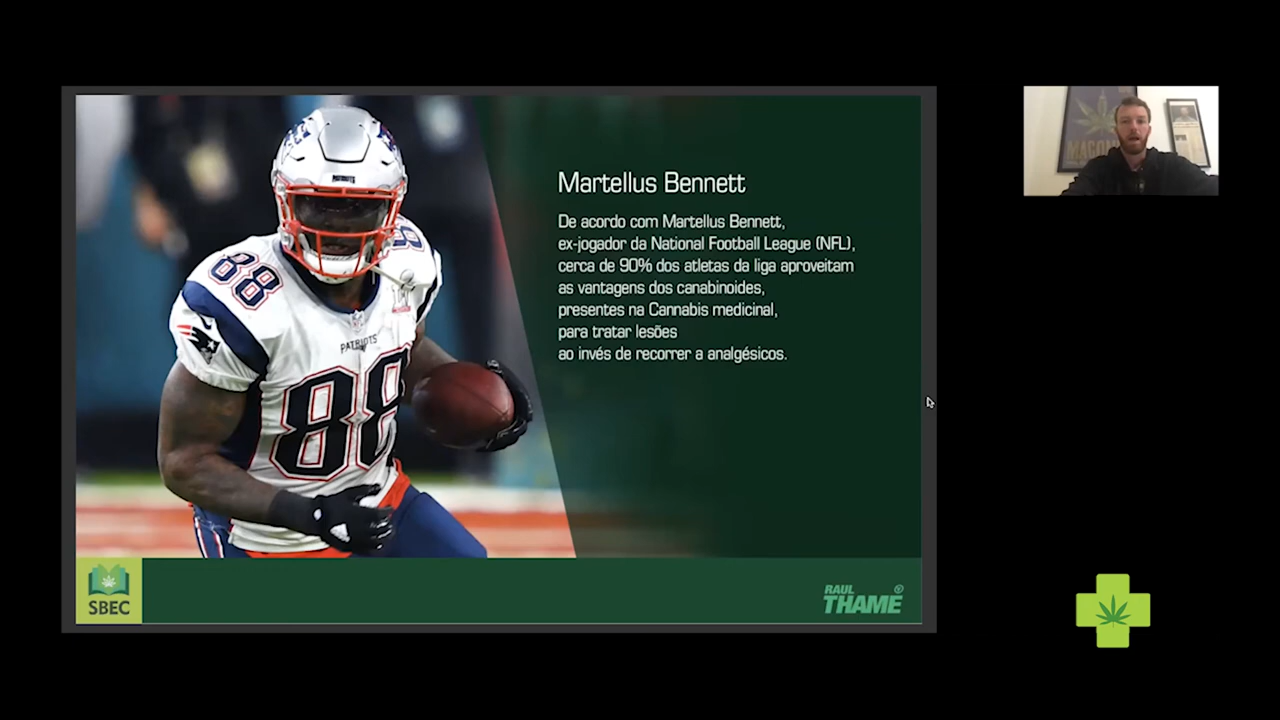 Martellus Bennett
De acordo com Martellus Bennett,
ex-jogador da National Football League (NFL),
cerca de 90% dos atletas da liga aproveitam
as vantagens dos canabinoides,
presentes na Cannabis medicinal,
para tratar lesões
ao invés de recorrer a analgésicos.
PATRIOTS
88
PATRIOTS
88
SBEC
RAUL
THAME